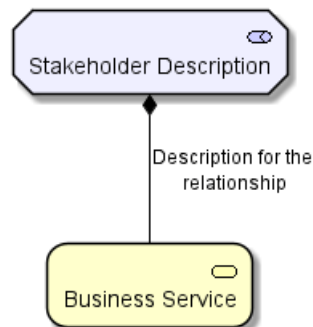 Stakeholder Description
Description for the
relationship
Business Service